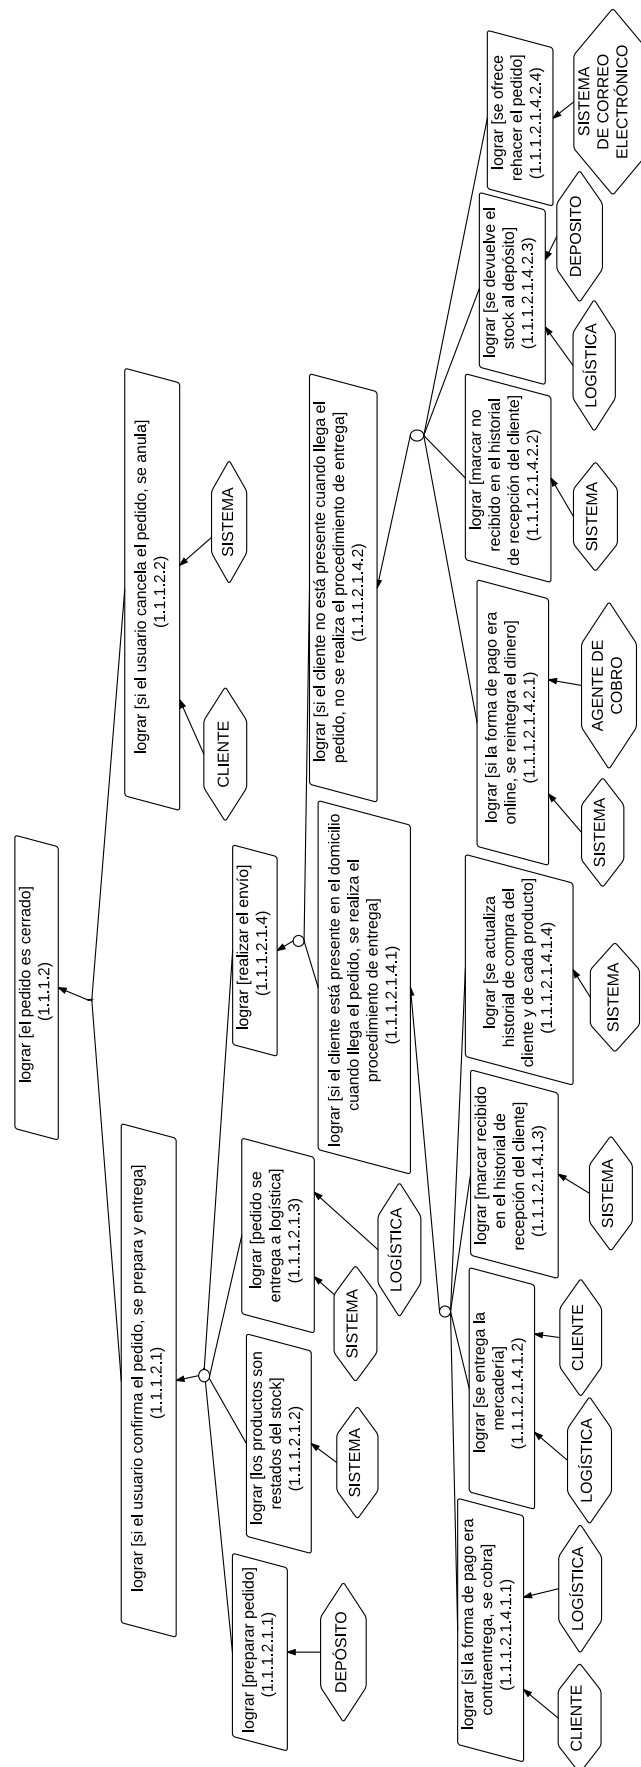 lograr [el pedido es cerrado]
(1.1.1.2)
lograr [si el usuario confirma el pedido, se prepara y entrega]
(1.1.1.2.1)
lograr [si el usuario cancela el pedido, se anula]
(1.1.1.2.2)
CLIENTE
SISTEMA
lograr [preparar pedido]
(1.1.1.2.1.1)
DEPÓSITO
lograr [los productos son
restados del stock]
(1.1.1.2.1.2)
SISTEMA
lograr [pedido se
entrega a logística]
(1.1.1.2.1.3)
SISTEMA
LOGÍSTICA
lograr [realizar el envío]
(1.1.1.2.1.4)
lograr [si el cliente está presente en el domicilio
cuando llega el pedido, se realiza el
procedimiento de entrega]
(1.1.1.2.1.4.1)
lograr [si el cliente no está presente cuando llega el
pedido, no se realiza el procedimiento de entrega]
(1.1.1.2.1.4.2)
lograr [si la forma de pago era
contraentrega, se cobra]
(1.1.1.2.1.4.1.1)
CLIENTE
LOGÍSTICA
lograr [se entrega la
mercadería]
(1.1.1.2.1.4.1.2)
LOGÍSTICA
CLIENTE
lograr [marcar recibido
en el historial de
recepción del cliente]
(1.1.1.2.1.4.1.3)
SISTEMA
lograr [se actualiza
historial de compra del
cliente y de cada producto]
(1.1.1.2.1.4.1.4)
SISTEMA
lograr [si la forma de pago era
online, se reintegra el dinero]
(1.1.1.2.1.4.2.1)
SISTEMA
AGENTE DE
COBRO
lograr [marcar no
recibido en el historial
de recepción del cliente]
(1.1.1.2.1.4.2.2)
SISTEMA
lograr [se devuelve el
stock al depósito]
(1.1.1.2.1.4.2.3)
LOGÍSTICA
DEPOSITO
lograr [se ofrece
rehacer el pedido]
(1.1.1.2.1.4.2.4)
SISTEMA
DE CORREO
ELECTRÓNICO